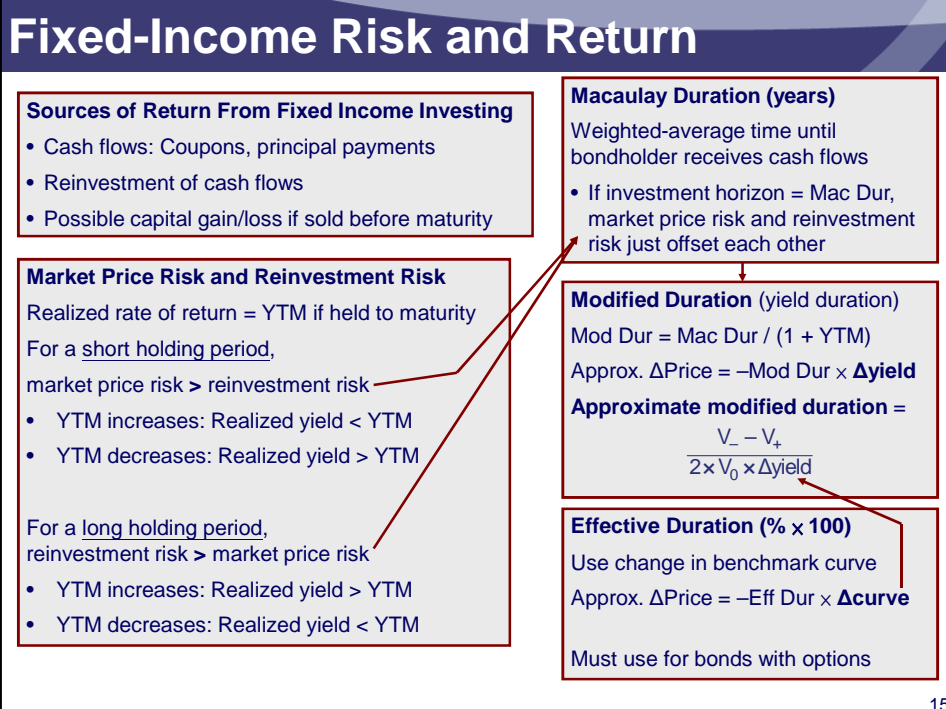 Fixed-Income Risk and Return
Sources of Return From Fixed Income Investing
• Cash flows: Coupons, principal payments
• Reinvestment of cash flows
• Possible capital gain/loss if sold before maturity
Market Price Risk and Reinvestment Risk
Realized rate of return = YTM if held to maturity
For a short holding period,
market price risk > reinvestment risk
• YTM increases: Realized yield < YTM
• YTM decreases: Realized yield > YTM
For a long holding period,
reinvestment risk > market price risk
• YTM increases: Realized yield > YTM
• YTM decreases: Realized yield < YTM
Macaulay Duration (years)
Weighted-average time until
bondholder receives cash flows
• If investment horizon = Mac Dur,
market price risk and reinvestment
risk just offset each other
Modified Duration (yield duration)
Mod Dur = Mac Dur / (1 + YTM)
Approx. ΔPrice = –Mod Dur × Δyield
Approximate modified duration =
V₋ – V₊
2 × V₀ × Δyield
Effective Duration (% × 100)
Use change in benchmark curve
Approx. ΔPrice = –Eff Dur × Δcurve
Must use for bonds with options
15